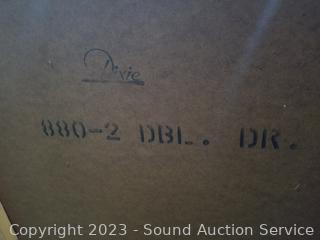 Dixie
880-2 DBL. DR.
Copyright 2023 - Sound Auction Service